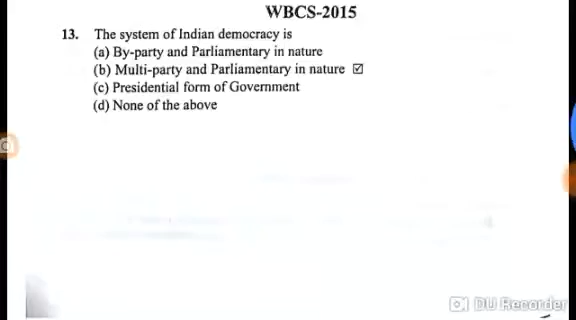 WBCS-2015
13. The system of Indian democracy is
(a) By-party and Parliamentary in nature
(b) Multi-party and Parliamentary in nature ☑
(c) Presidential form of Government
(d) None of the above
DU Recorder